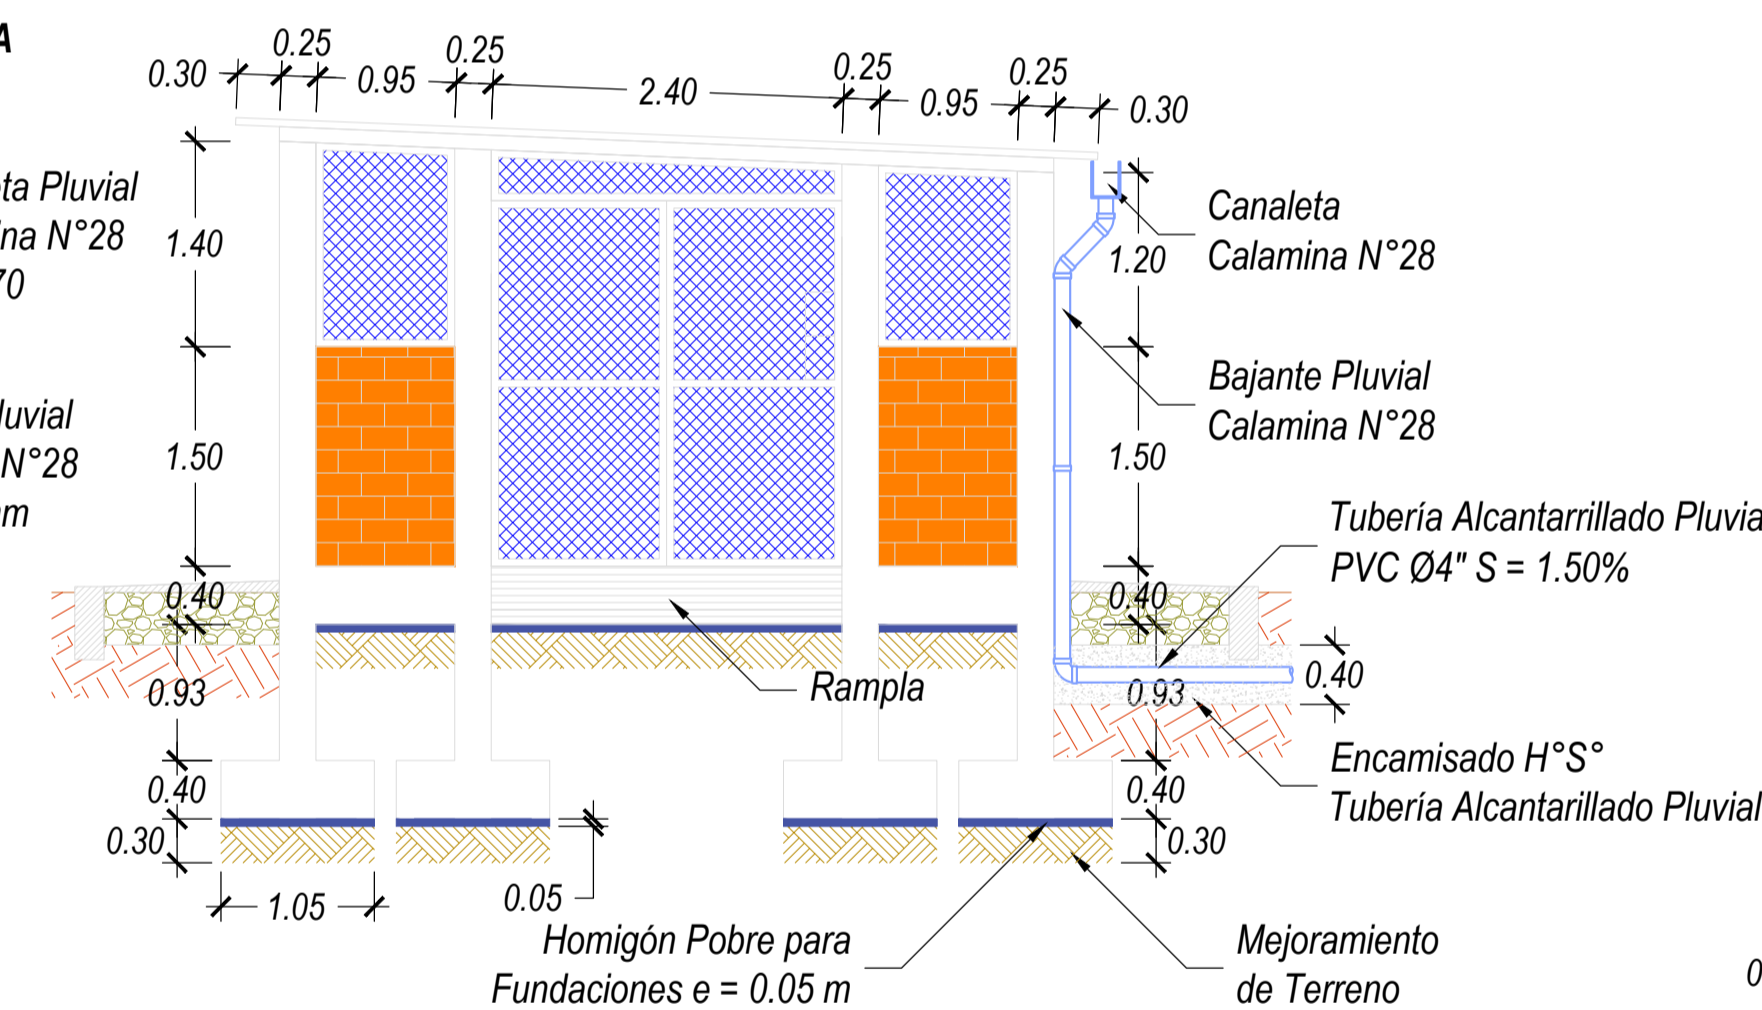 A
0.30
0.25
0.95
0.25
2.40
0.25
0.95
0.25
0.30
ta Pluvial
na N°28
70
1.40
1.20
Canaleta
Calamina N°28
luvial
N°28
m
1.50
1.50
Bajante Pluvial
Calamina N°28
Tubería Alcantarrillado Pluvia
PVC Ø4" S = 1.50%
0.40
0.40
0.93
0.93
0.40
Rampla
Encamisado H°S°
Tubería Alcantarillado Pluvial
0.40
0.40
0.30
0.30
1.05
0.05
Homigón Pobre para
Fundaciones e = 0.05 m
Mejoramiento
de Terreno
0